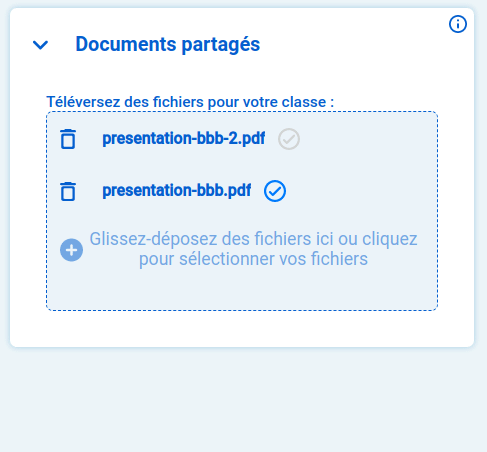 Documents partagés
Téléversez des fichiers pour votre classe :
presentation-bbb-2.pdf
presentation-bbb.pdf
Glissez-déposez des fichiers ici ou cliquez
pour sélectionner vos fichiers